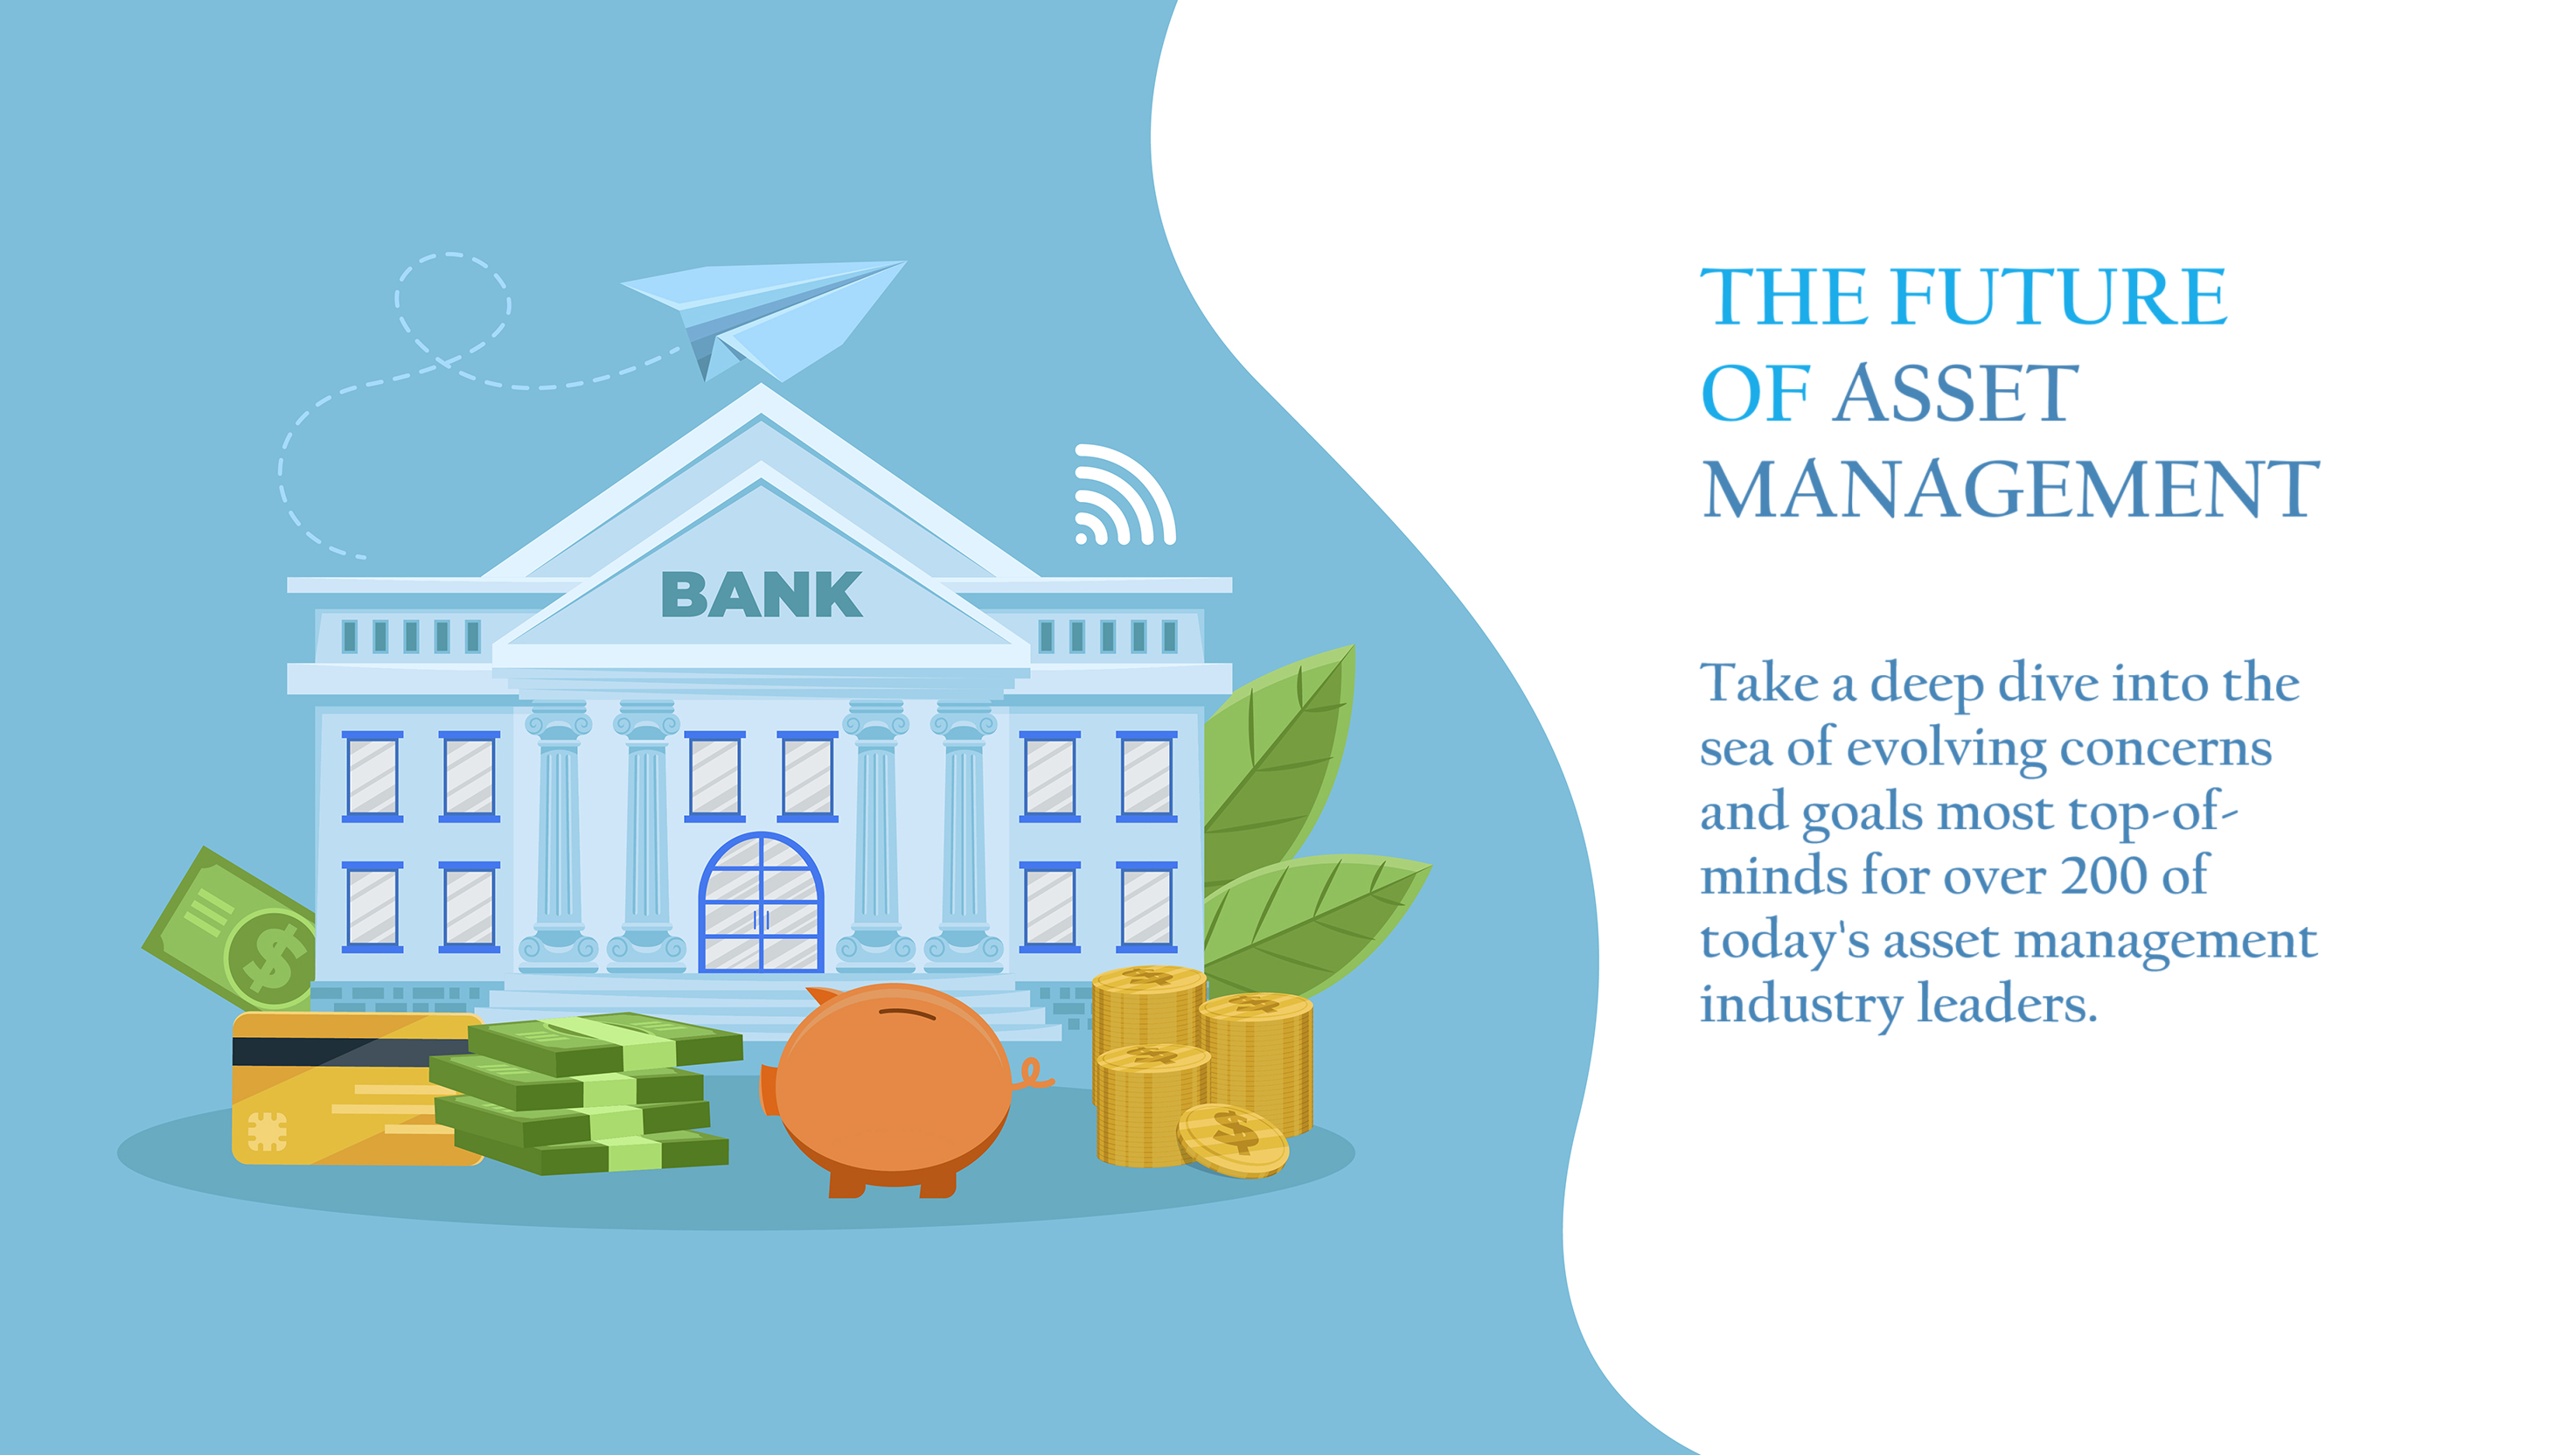 BANK
THE FUTURE
OF ASSET
MANAGEMENT
Take a deep dive into the
sea of evolving concerns
and goals most top-of-
minds for over 200 of
today's asset management
industry leaders.